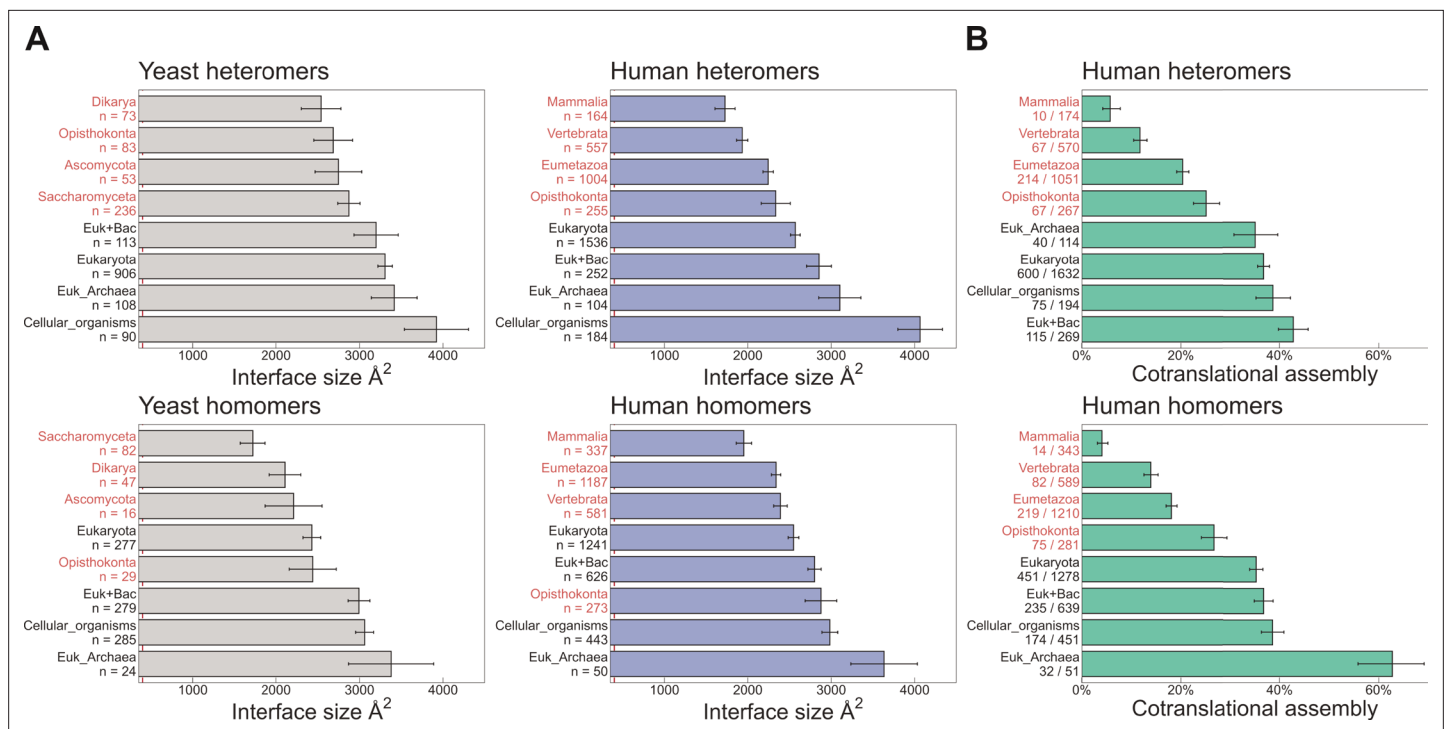 A
B
Yeast heteromers
Dikarya
n = 73
Opisthokonta
n = 83
Ascomycota
n = 53
Saccharomyceta
n = 236
Euk+Bac
n = 113
Eukaryota
n = 906
Euk_Archaea
n = 108
Cellular_organisms
n = 90
1000 2000 3000 4000
Interface size Å²
Human heteromers
Mammalia
n = 164
Vertebrata
n = 557
Eumetazoa
n = 1004
Opisthokonta
n = 255
Eukaryota
n = 1536
Euk+Bac
n = 252
Euk_Archaea
n = 104
Cellular_organisms
n = 184
1000 2000 3000 4000
Interface size Å²
Human heteromers
Mammalia
10 / 174
Vertebrata
67 / 570
Eumetazoa
214 / 1051
Opisthokonta
67 / 267
Euk_Archaea
40 / 114
Eukaryota
600 / 1632
Cellular_organisms
75 / 194
Euk+Bac
115 / 269
0% 20% 40% 60%
Cotranslational assembly
Yeast homomers
Saccharomyceta
n = 82
Dikarya
n = 47
Ascomycota
n = 16
Eukaryota
n = 277
Opisthokonta
n = 29
Euk+Bac
n = 279
Cellular_organisms
n = 285
Euk_Archaea
n = 24
1000 2000 3000 4000
Interface size Å²
Human homomers
Mammalia
n = 337
Eumetazoa
n = 1187
Vertebrata
n = 581
Eukaryota
n = 1241
Euk+Bac
n = 626
Opisthokonta
n = 273
Cellular_organisms
n = 443
Euk_Archaea
n = 50
1000 2000 3000 4000
Interface size Å²
Human homomers
Mammalia
14 / 343
Vertebrata
82 / 589
Eumetazoa
219 / 1210
Opisthokonta
75 / 281
Eukaryota
451 / 1278
Euk+Bac
235 / 639
Cellular_organisms
174 / 451
Euk_Archaea
32 / 51
0% 20% 40% 60%
Cotranslational assembly